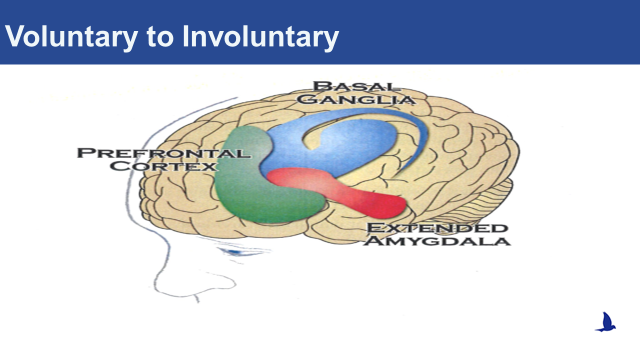 Voluntary to Involuntary
BASAL
GANGLIA
PREFRONTAL
CORTEX
EXTENDED
AMYGDALA